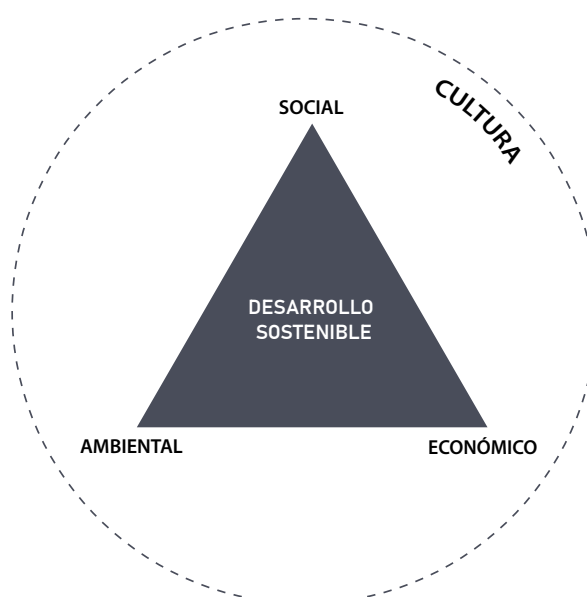 CULTURA
SOCIAL
DESARROLLO
SOSTENIBLE
AMBIENTAL
ECONÓMICO